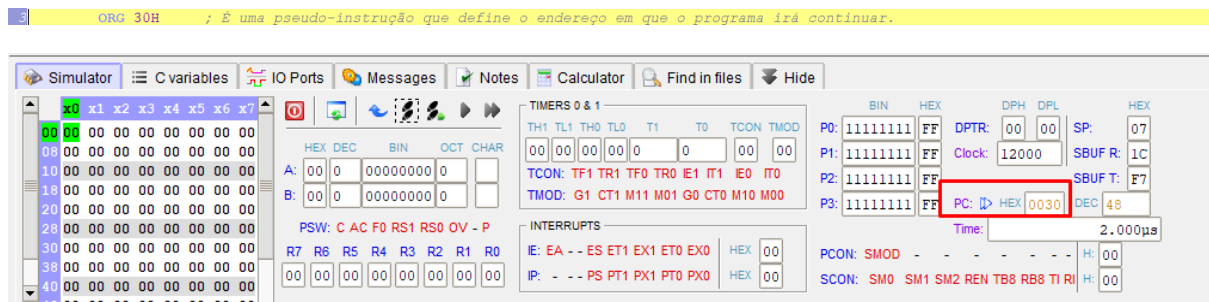 3 ORG 30H ; É uma pseudo-instrução que define o endereço em que o programa irá continuar.
Simulator C variables IO Ports Messages Notes Calculator Find in files Hide
x0 x1 x2 x3 x4 x5 x6 x7
00 00 00 00 00 00 00 00 00
08 00 00 00 00 00 00 00 00
10 00 00 00 00 00 00 00 00
18 00 00 00 00 00 00 00 00
20 00 00 00 00 00 00 00 00
28 00 00 00 00 00 00 00 00
30 00 00 00 00 00 00 00 00
38 00 00 00 00 00 00 00 00
40 00 00 00 00 00 00 00 00
HEX DEC BIN OCT CHAR
A: 00 0 00000000 0
B: 00 0 00000000 0
PSW: C AC F0 RS1 RS0 OV - P
R7 R6 R5 R4 R3 R2 R1 R0
00 00 00 00 00 00 00 00
TIMERS 0 & 1
TH1 TL1 TH0 TL0 T1 T0 TCON TMOD
00 00 00 00 0 0 00 00
TCON: TF1 TR1 TF0 TR0 IE1 IT1 IE0 IT0
TMOD: G1 CT1 M11 M01 G0 CT0 M10 M00
INTERRUPTS
IE: EA - - ES ET1 EX1 ET0 EX0 HEX 00
IP: - - - PS PT1 PX1 PT0 PX0 HEX 00
BIN HEX DPH DPL HEX
P0: 11111111 FF DPTR: 00 00 SP: 07
P1: 11111111 FF Clock: 12000 SBUF R: 1C
P2: 11111111 FF SBUF T: F7
P3: 11111111 FF PC: HEX 0030 DEC 48
Time: 2.000µs
PCON: SMOD - - - - - - - H: 00
SCON: SM0 SM1 SM2 REN TB8 RB8 TI RI H: 00